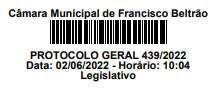 Câmara Municipal de Francisco Beltrão
PROTOCOLO GERAL 439/2022
Data: 02/06/2022 - Horário: 10:04
Legislativo